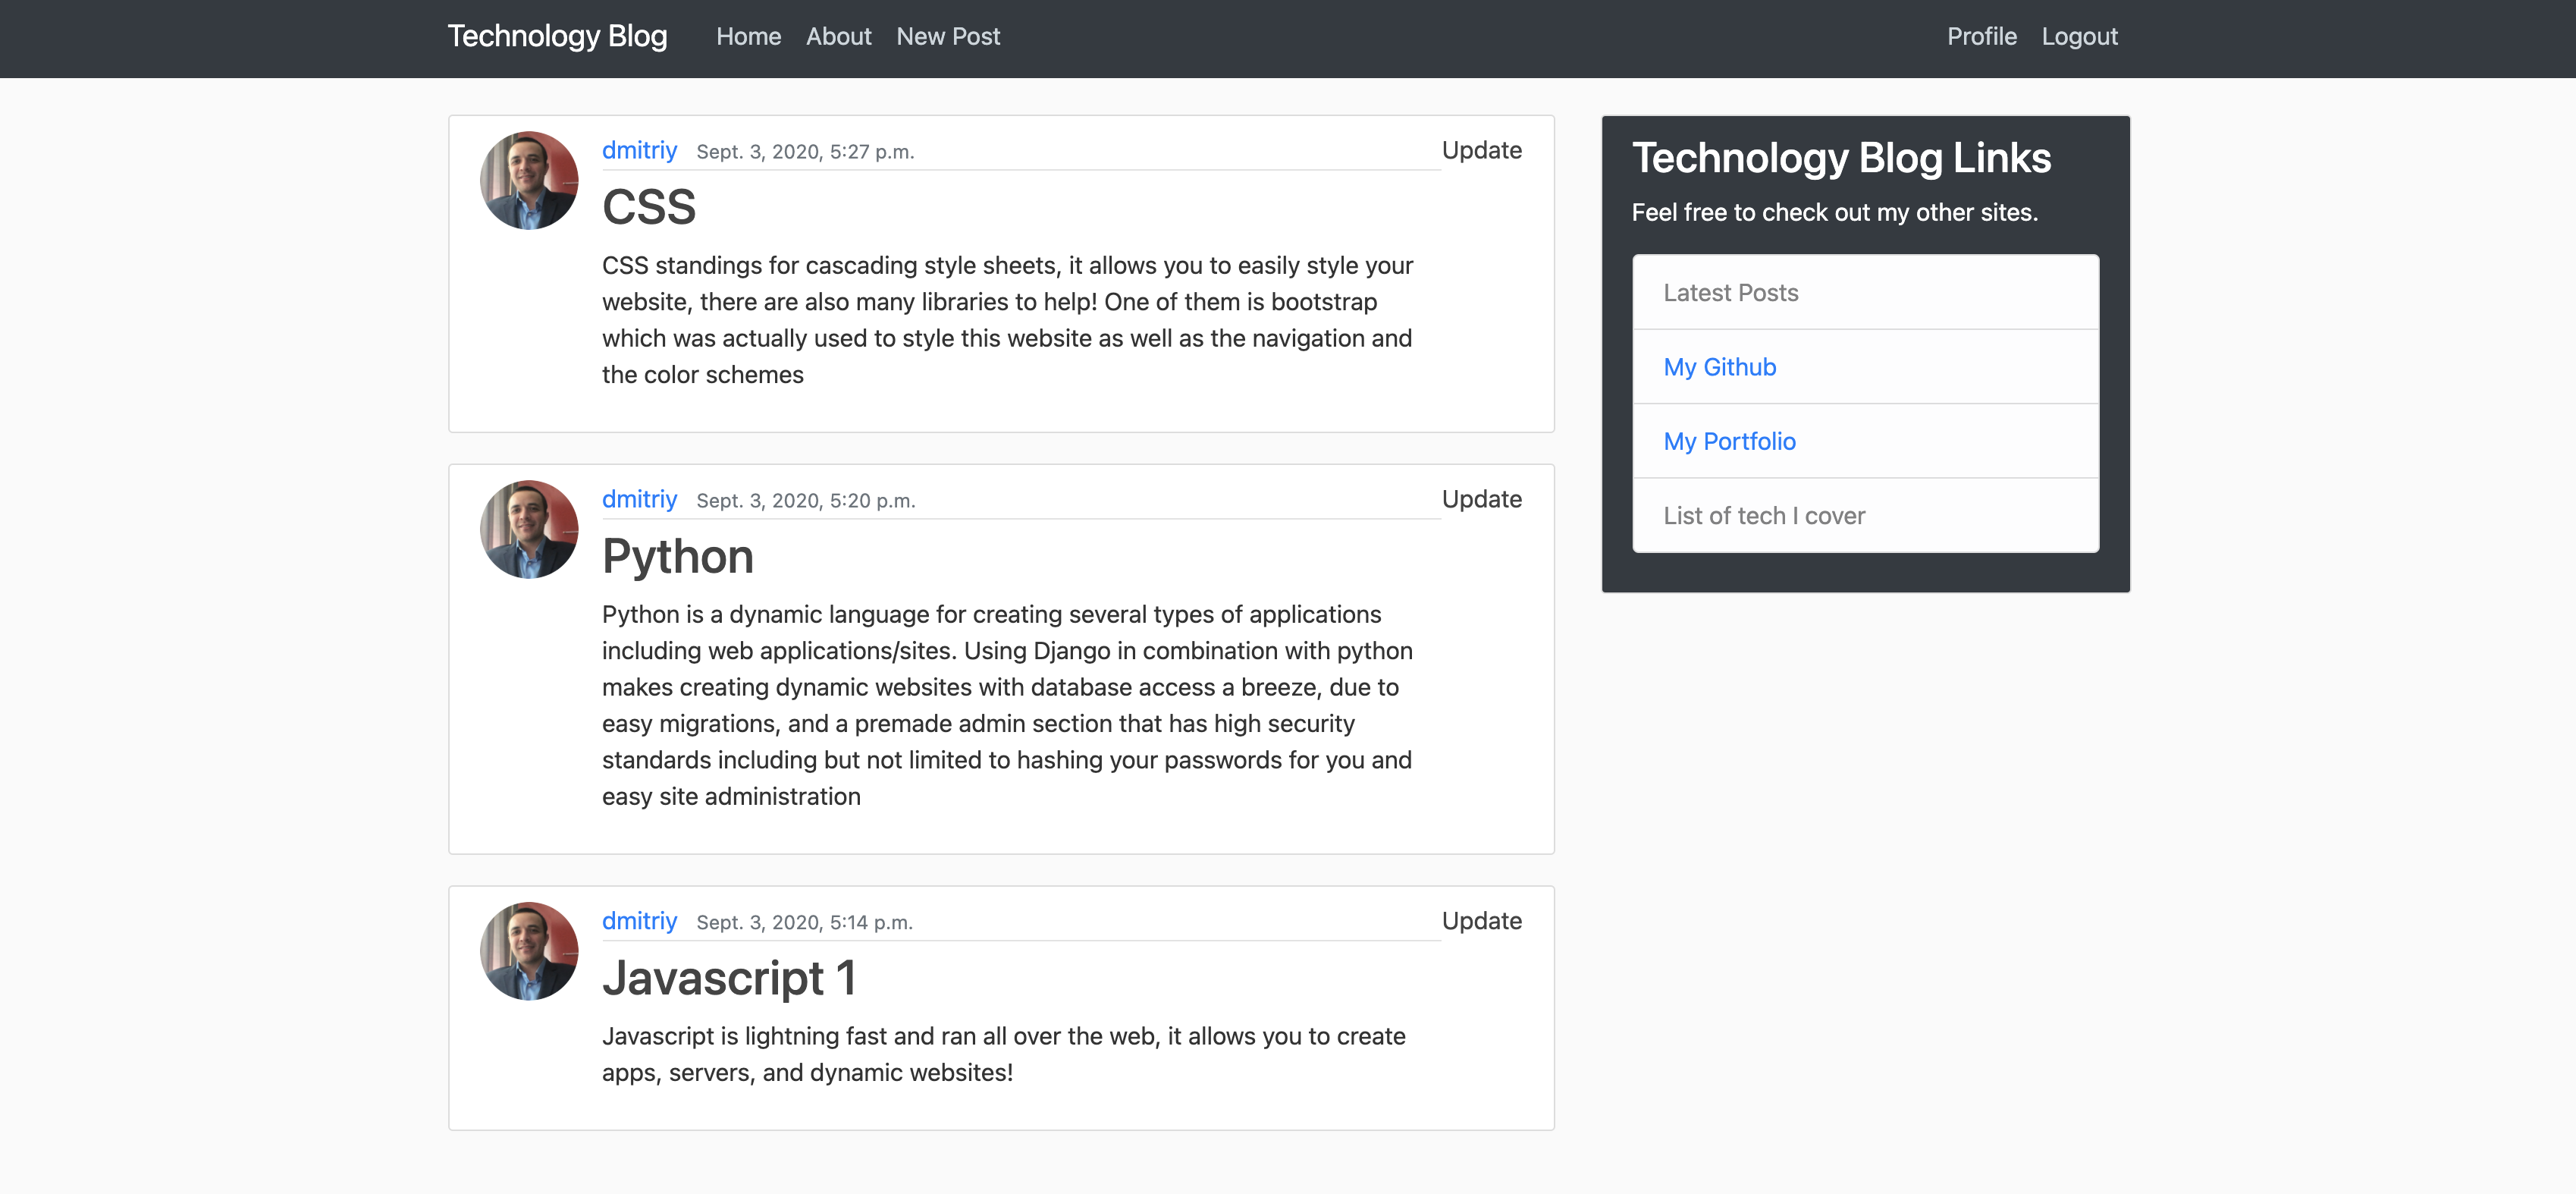 Technology Blog Home About New Post Profile Logout
dmitriy Sept. 3, 2020, 5:27 p.m. Update
CSS
CSS standings for cascading style sheets, it allows you to easily style your
website, there are also many libraries to help! One of them is bootstrap
which was actually used to style this website as well as the navigation and
the color schemes
dmitriy Sept. 3, 2020, 5:20 p.m. Update
Python
Python is a dynamic language for creating several types of applications
including web applications/sites. Using Django in combination with python
makes creating dynamic websites with database access a breeze, due to
easy migrations, and a premade admin section that has high security
standards including but not limited to hashing your passwords for you and
easy site administration
dmitriy Sept. 3, 2020, 5:14 p.m. Update
Javascript 1
Javascript is lightning fast and ran all over the web, it allows you to create
apps, servers, and dynamic websites!
Technology Blog Links
Feel free to check out my other sites.
Latest Posts
My Github
My Portfolio
List of tech I cover